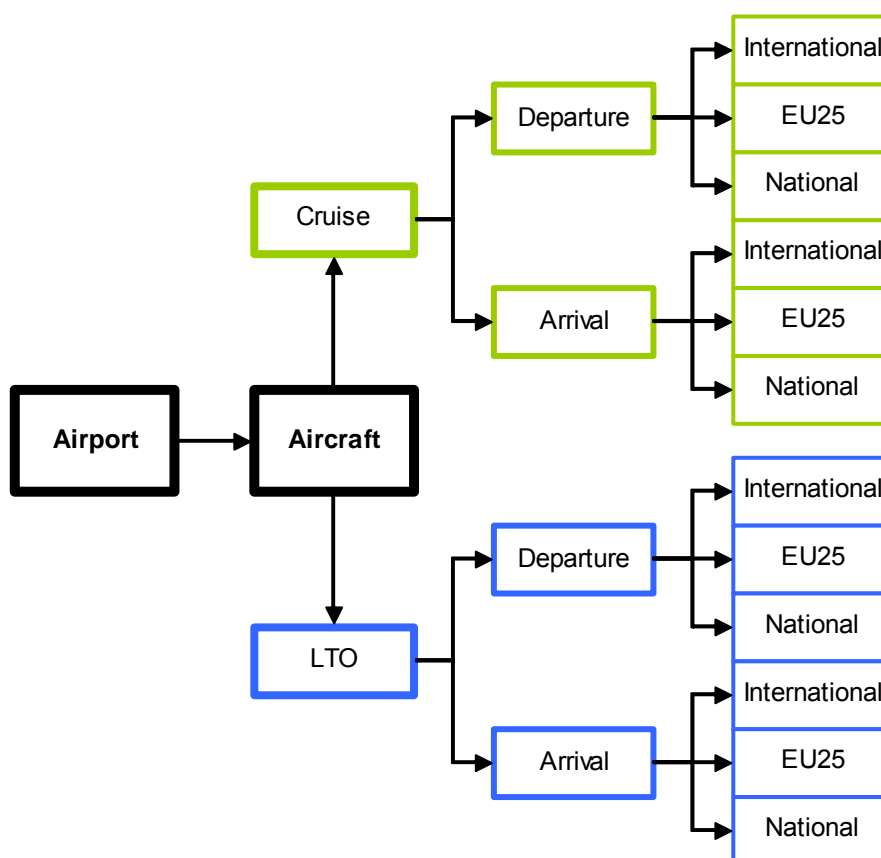 International
Departure
EU25
National
Cruise
International
Arrival
EU25
National
Airport
Aircraft
International
Departure
EU25
National
LTO
International
Arrival
EU25
National